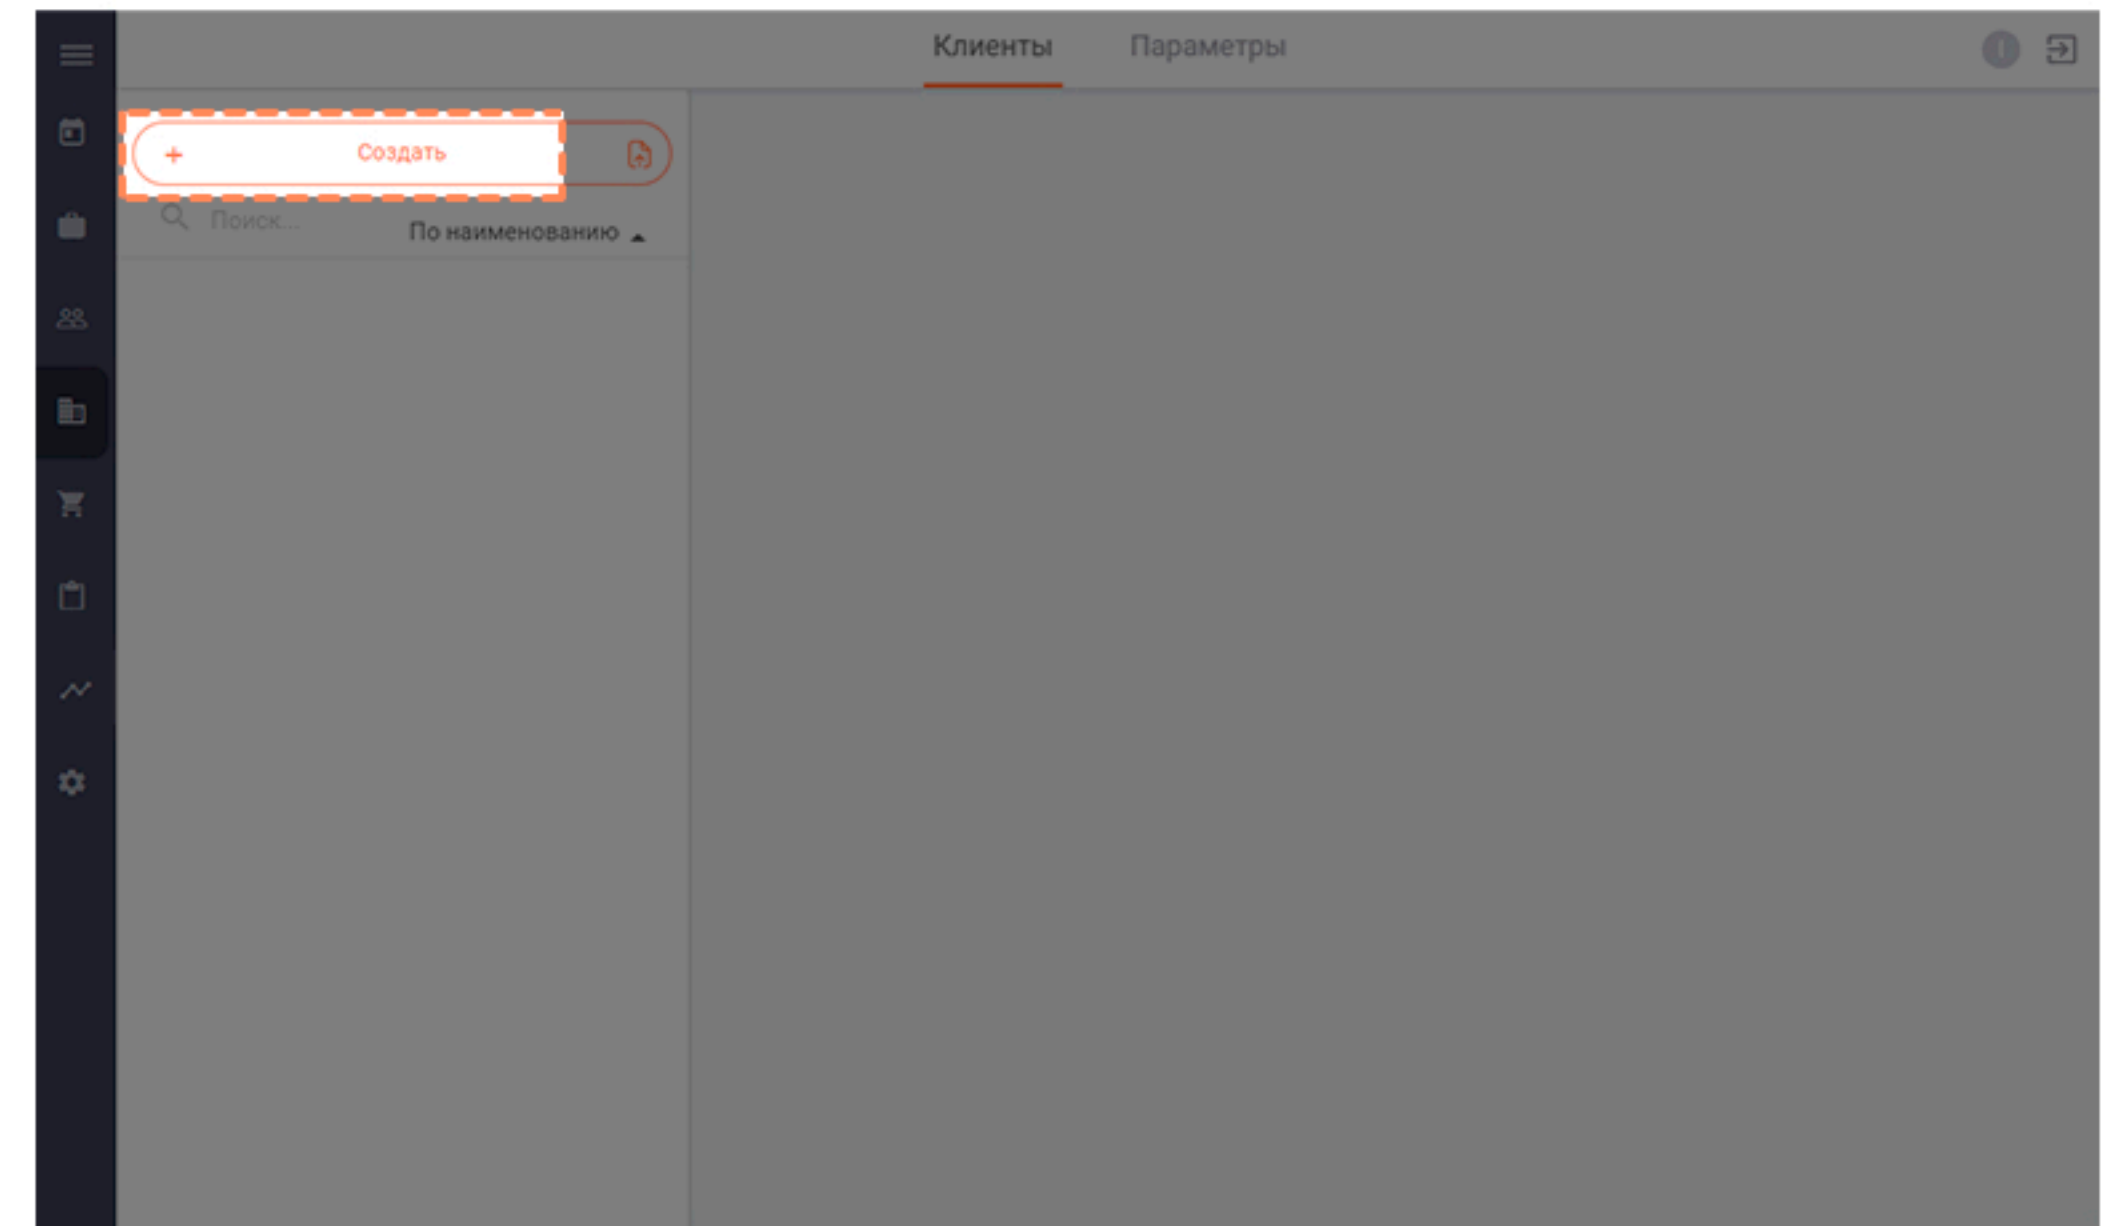 Клиенты Параметры
+ Создать
Поиск... По наименованию